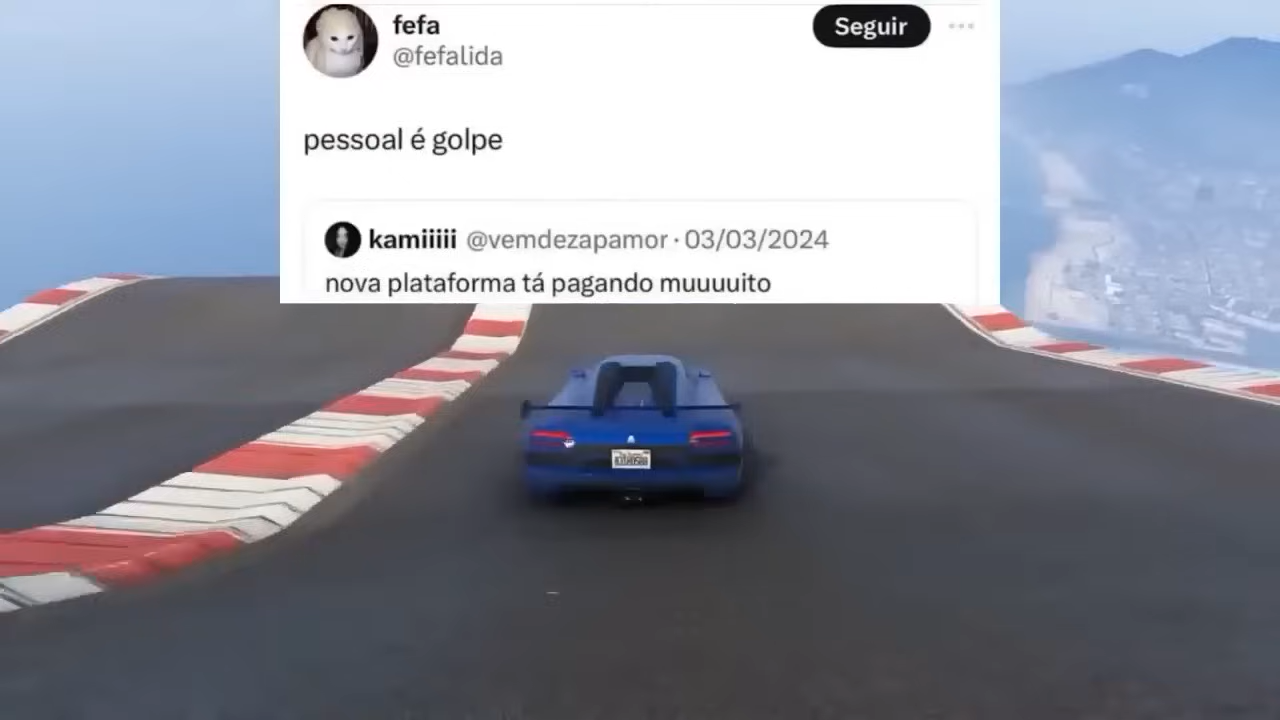 fefa
Seguir
@fefalida
pessoal é golpe
kamiiiii @vemdezapamor · 03/03/2024
nova plataforma tá pagando muuuuito